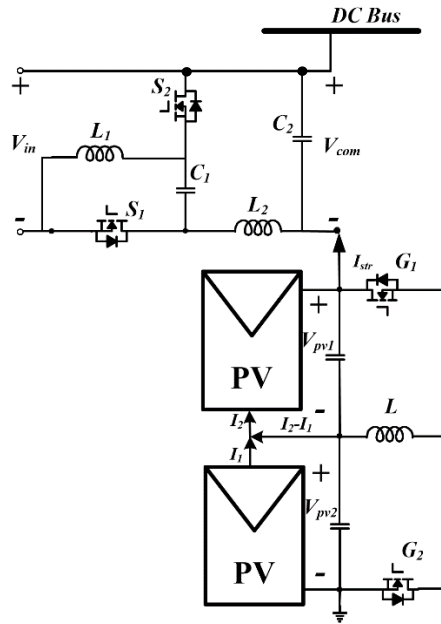 DC Bus
+
+
S2
Vin
L1
C1
C2
Vcom
-
S1
L2
-
Istr
G1
+
Vpv1
PV
I2
I2-I1
-
L
I1
+
Vpv2
PV
-
G2